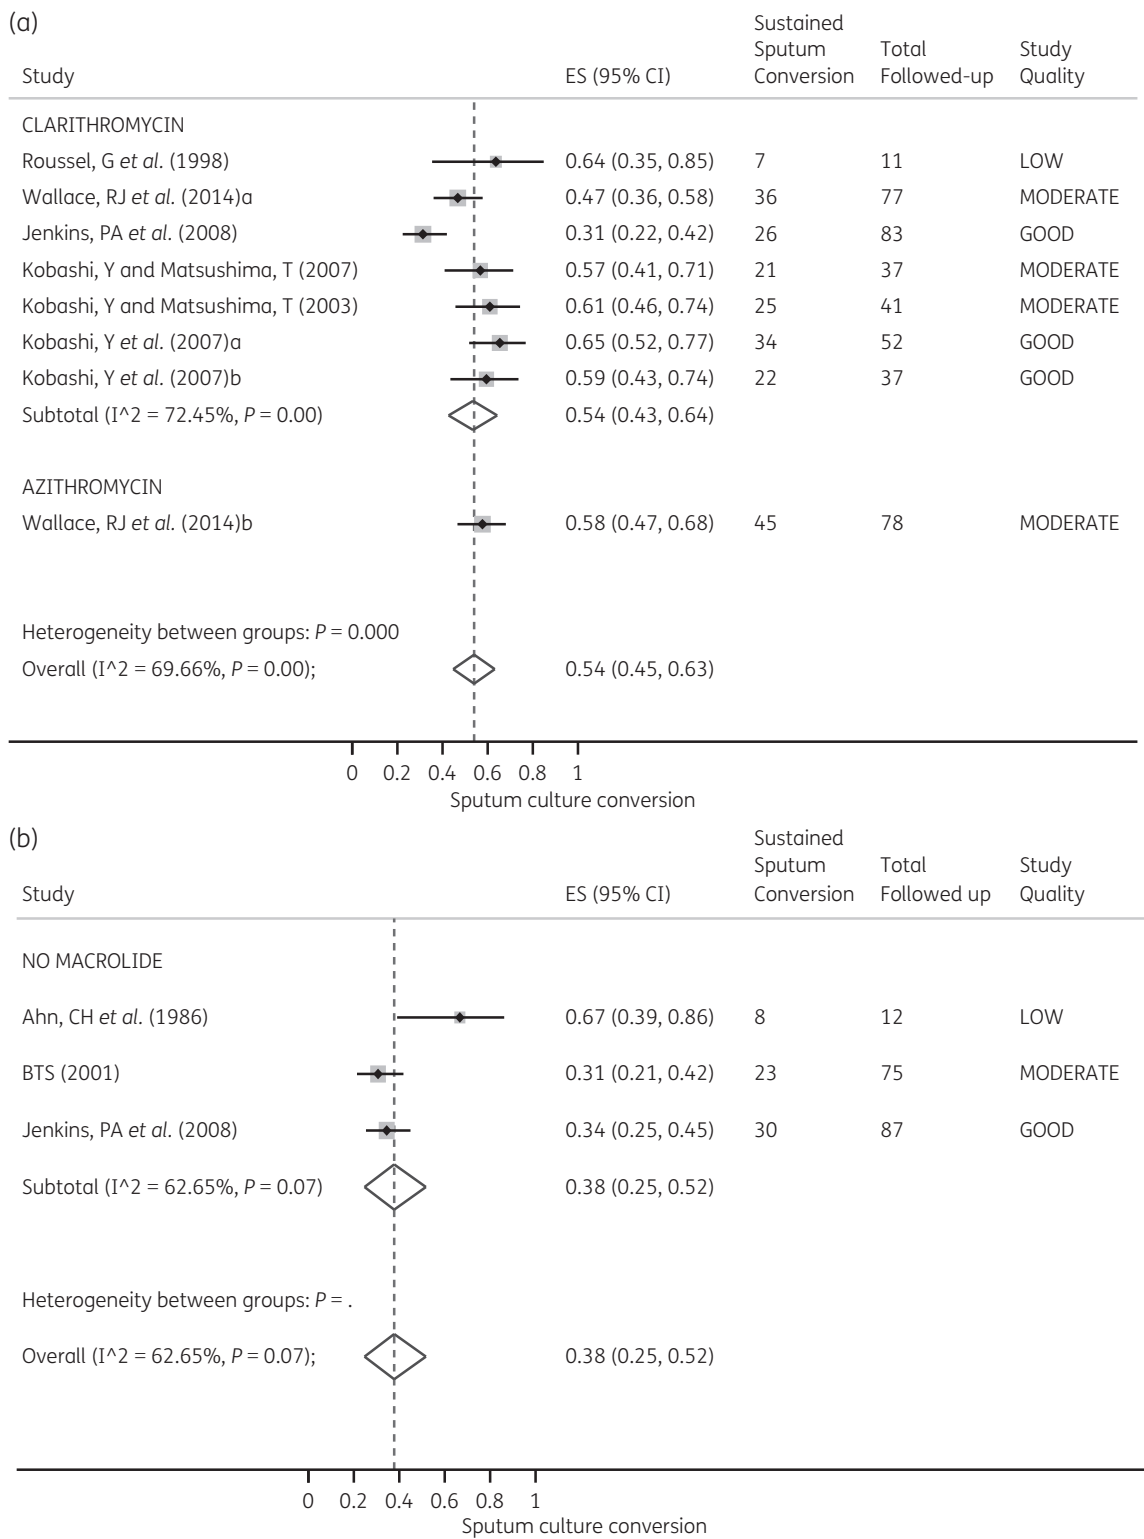 (a)
Study ES (95% CI) Sustained Sputum Conversion Total Followed-up Study Quality
CLARITHROMYCIN
Roussel, G et al. (1998) 0.64 (0.35, 0.85) 7 11 LOW
Wallace, RJ et al. (2014)a 0.47 (0.36, 0.58) 36 77 MODERATE
Jenkins, PA et al. (2008) 0.31 (0.22, 0.42) 26 83 GOOD
Kobashi, Y and Matsushima, T (2007) 0.57 (0.41, 0.71) 21 37 MODERATE
Kobashi, Y and Matsushima, T (2003) 0.61 (0.46, 0.74) 25 41 MODERATE
Kobashi, Y et al. (2007)a 0.65 (0.52, 0.77) 34 52 GOOD
Kobashi, Y et al. (2007)b 0.59 (0.43, 0.74) 22 37 GOOD
Subtotal (I^2 = 72.45%, P = 0.00) 0.54 (0.43, 0.64)
AZITHROMYCIN
Wallace, RJ et al. (2014)b 0.58 (0.47, 0.68) 45 78 MODERATE
Heterogeneity between groups: P = 0.000
Overall (I^2 = 69.66%, P = 0.00); 0.54 (0.45, 0.63)
0 0.2 0.4 0.6 0.8 1
Sputum culture conversion
(b)
Study ES (95% CI) Sustained Sputum Conversion Total Followed up Study Quality
NO MACROLIDE
Ahn, CH et al. (1986) 0.67 (0.39, 0.86) 8 12 LOW
BTS (2001) 0.31 (0.21, 0.42) 23 75 MODERATE
Jenkins, PA et al. (2008) 0.34 (0.25, 0.45) 30 87 GOOD
Subtotal (I^2 = 62.65%, P = 0.07) 0.38 (0.25, 0.52)
Heterogeneity between groups: P = .
Overall (I^2 = 62.65%, P = 0.07); 0.38 (0.25, 0.52)
0 0.2 0.4 0.6 0.8 1
Sputum culture conversion